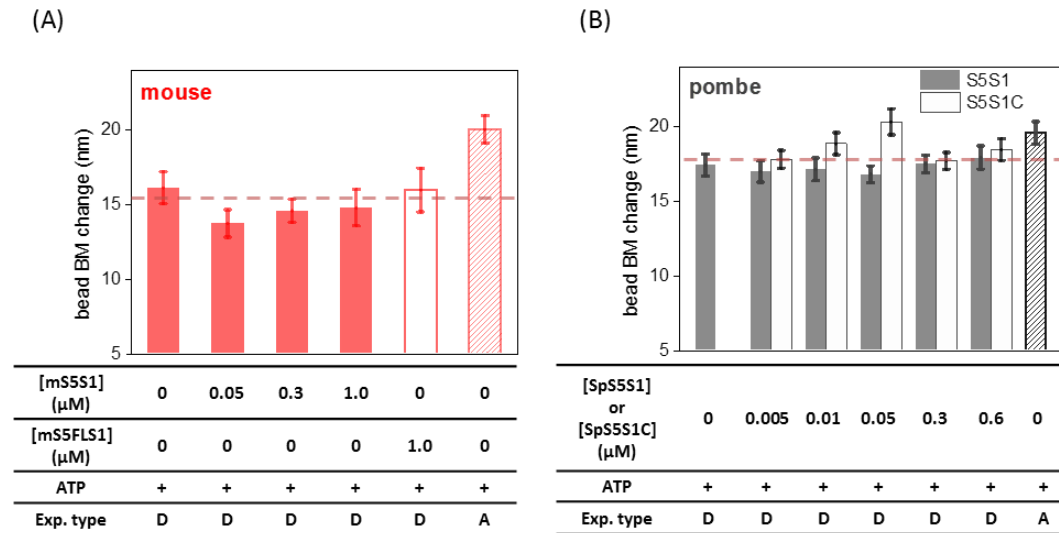 (A)
mouse
bead BM change (nm)
20
15
10
5
[mS5S1]
(μM)
0 0.05 0.3 1.0 0 0
[mS5FLS1]
(μM)
0 0 0 0 1.0 0
ATP + + + + + +
Exp. type D D D D D A
(B)
pombe
S5S1
S5S1C
bead BM change (nm)
20
15
10
5
[SpS5S1]
or
[SpS5S1C]
(μM)
0 0.005 0.01 0.05 0.3 0.6 0
ATP + + + + + + +
Exp. type D D D D D D A